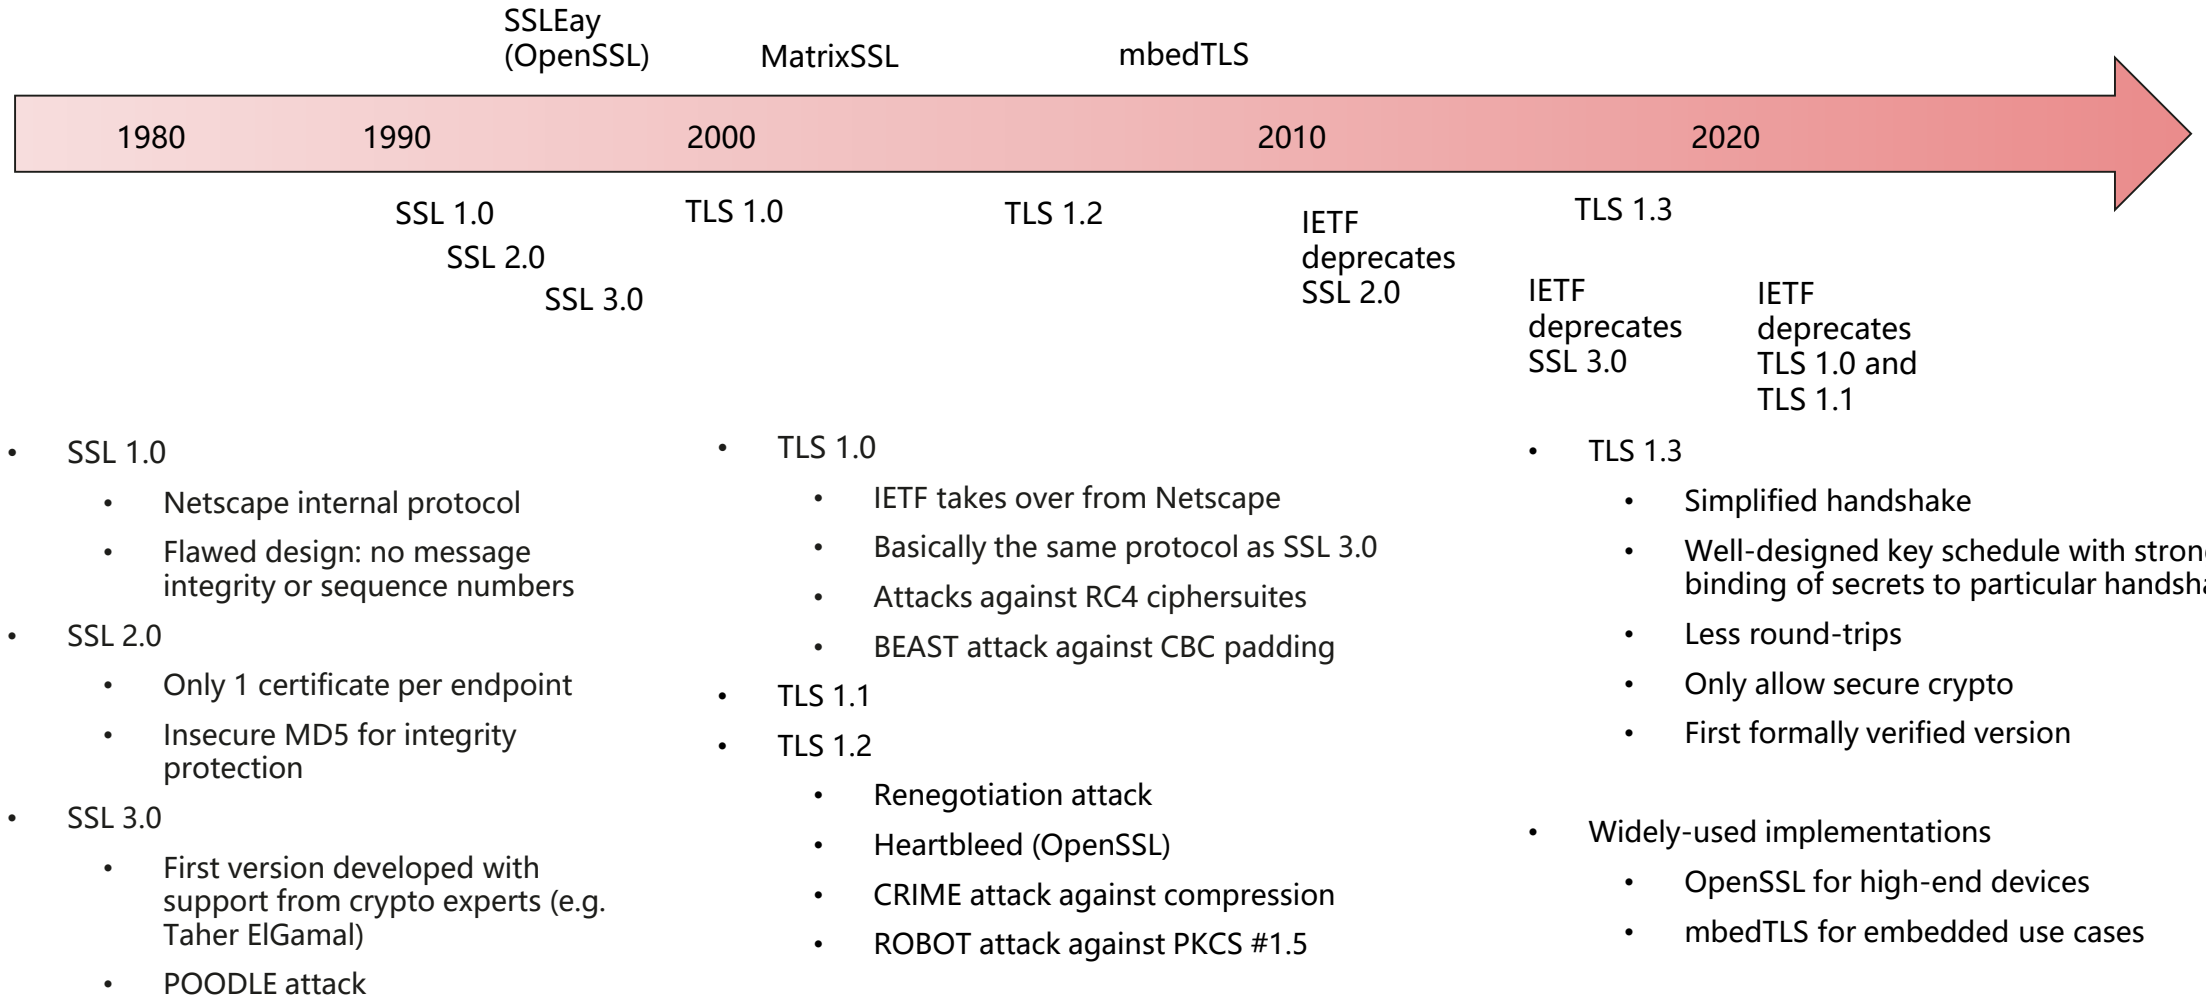 SSLEay
(OpenSSL)
MatrixSSL
mbedTLS
1980
1990
2000
2010
2020
SSL 1.0
SSL 2.0
SSL 3.0
TLS 1.0
TLS 1.2
IETF
deprecates
SSL 2.0
TLS 1.3
IETF
deprecates
SSL 3.0
IETF
deprecates
TLS 1.0 and
TLS 1.1
• SSL 1.0
• Netscape internal protocol
• Flawed design: no message
integrity or sequence numbers
• SSL 2.0
• Only 1 certificate per endpoint
• Insecure MD5 for integrity
protection
• SSL 3.0
• First version developed with
support from crypto experts (e.g.
Taher ElGamal)
• POODLE attack
• TLS 1.0
• IETF takes over from Netscape
• Basically the same protocol as SSL 3.0
• Attacks against RC4 ciphersuites
• BEAST attack against CBC padding
• TLS 1.1
• TLS 1.2
• Renegotiation attack
• Heartbleed (OpenSSL)
• CRIME attack against compression
• ROBOT attack against PKCS #1.5
• TLS 1.3
• Simplified handshake
• Well-designed key schedule with
binding of secrets to particular
• Less round-trips
• Only allow secure crypto
• First formally verified version
• Widely-used implementations
• OpenSSL for high-end devices
• mbedTLS for embedded use cases